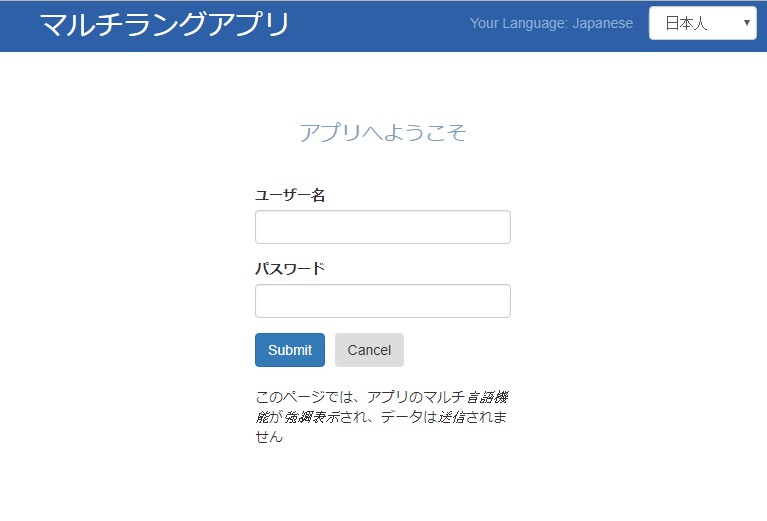 マルチラングアプリ
Your Language: Japanese
日本人
アプリへようこそ
ユーザー名
パスワード
Submit
Cancel
このページでは、アプリのマルチ言語機
能が強調表示され、データは送信されま
せん